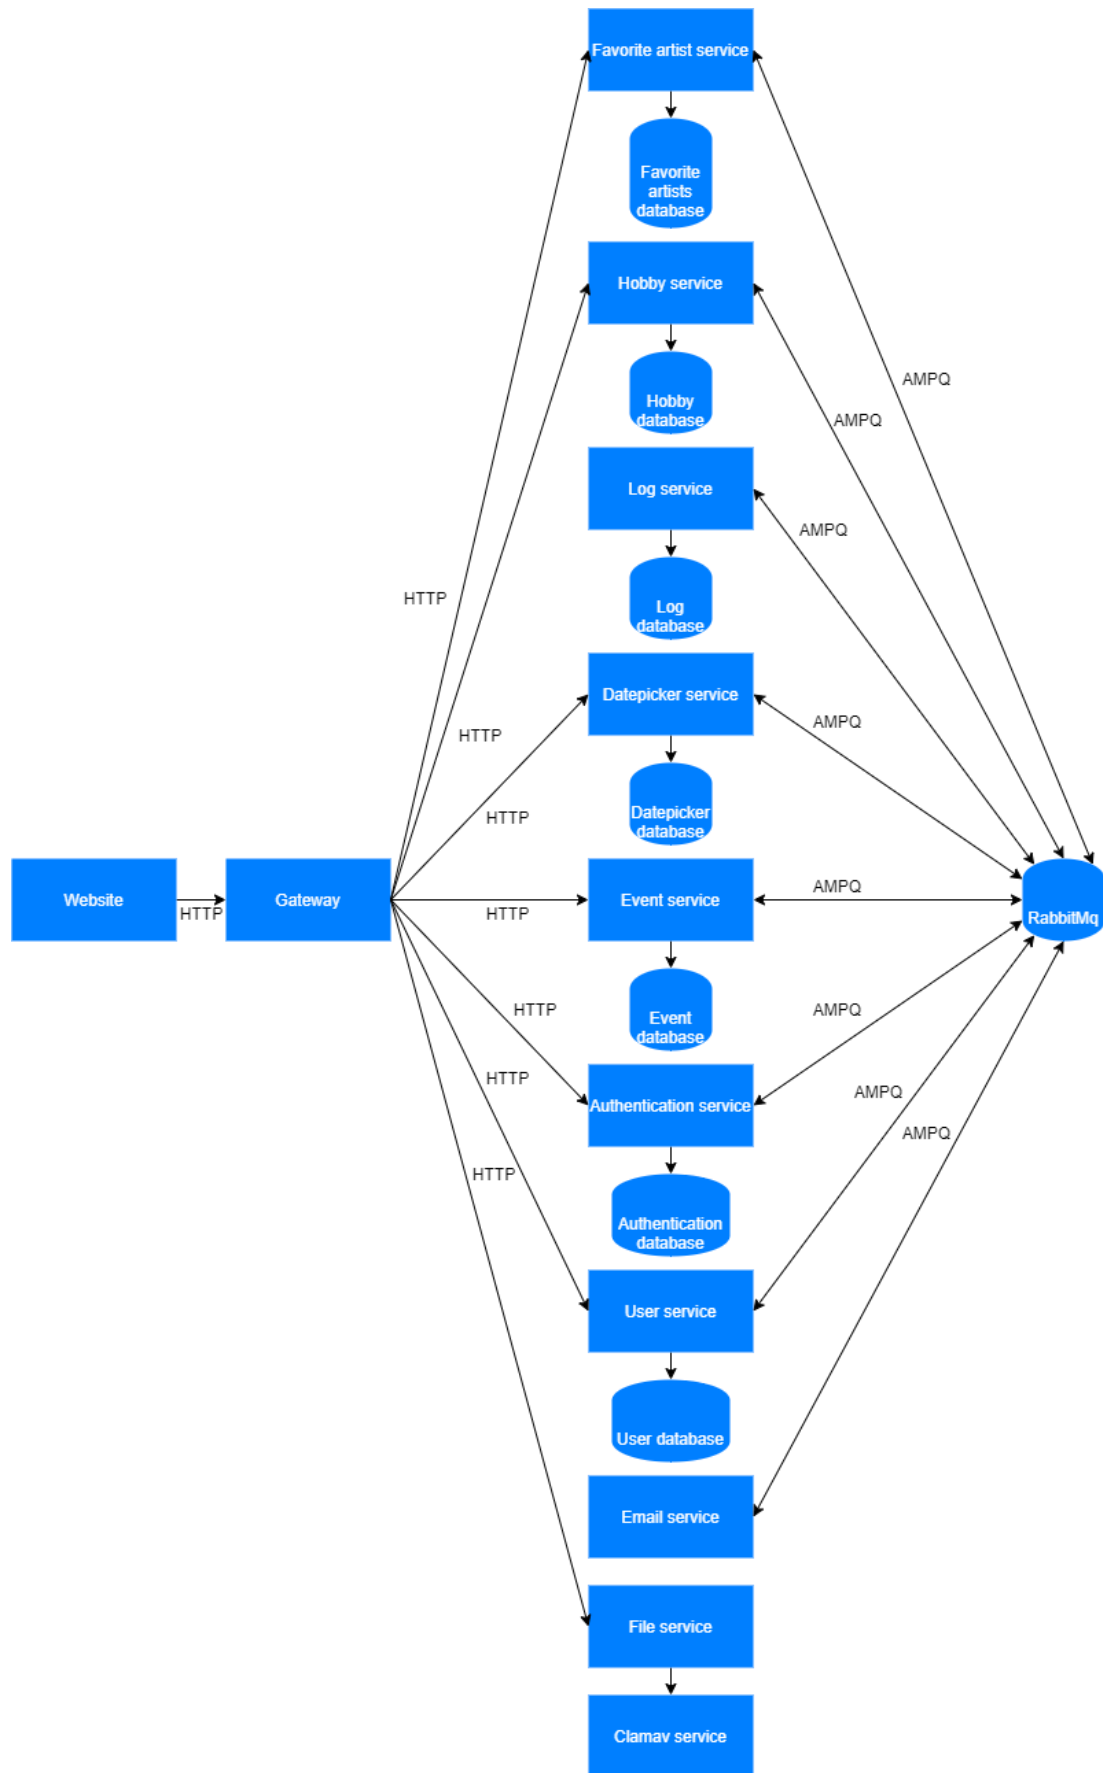 Favorite artist service
Favorite
artists
database
Hobby service
AMPQ
Hobby
database
AMPQ
Log service
AMPQ
HTTP
Log
database
Datepicker service
AMPQ
HTTP
HTTP
Datepicker
database
Website
HTTP
Gateway
HTTP
Event service
AMPQ
RabbitMq
HTTP
Event
database
AMPQ
HTTP
Authentication service
AMPQ
AMPQ
HTTP
Authentication
database
User service
User database
Email service
File service
Clamav service